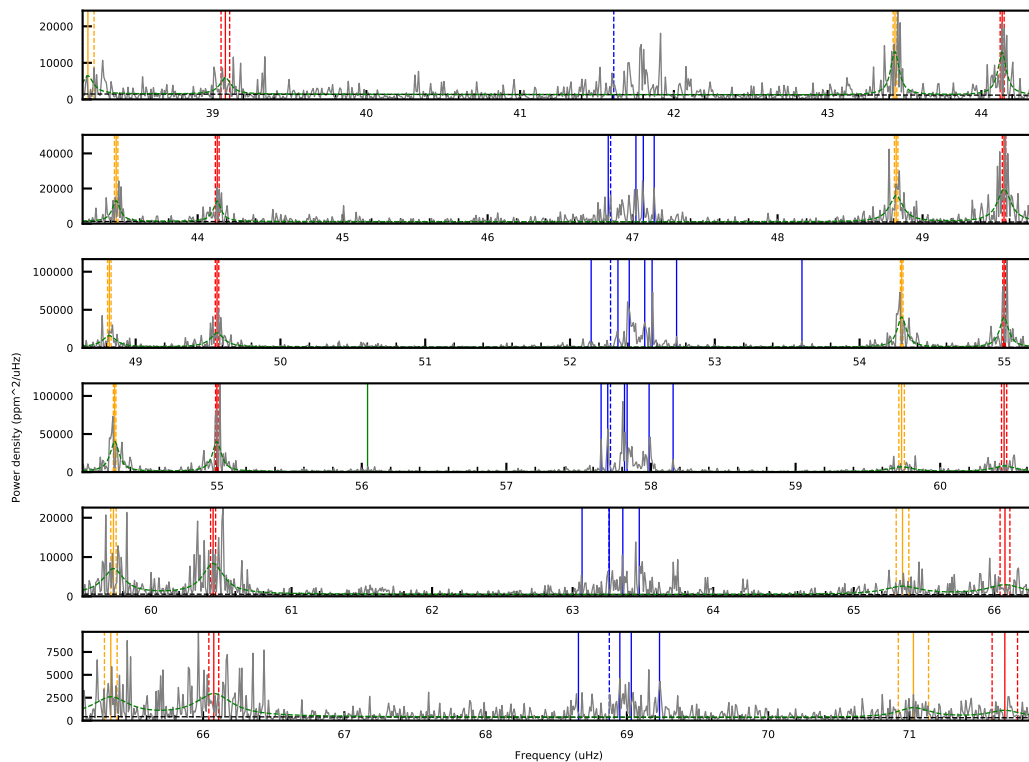 20000
10000
0
39 40 41 42 43 44
40000
20000
0
44 45 46 47 48 49
100000
50000
0
49 50 51 52 53 54 55
100000
50000
0
55 56 57 58 59 60
20000
10000
0
60 61 62 63 64 65 66
7500
5000
2500
0
66 67 68 69 70 71
Power density (ppm^2/uHz)
Frequency (uHz)